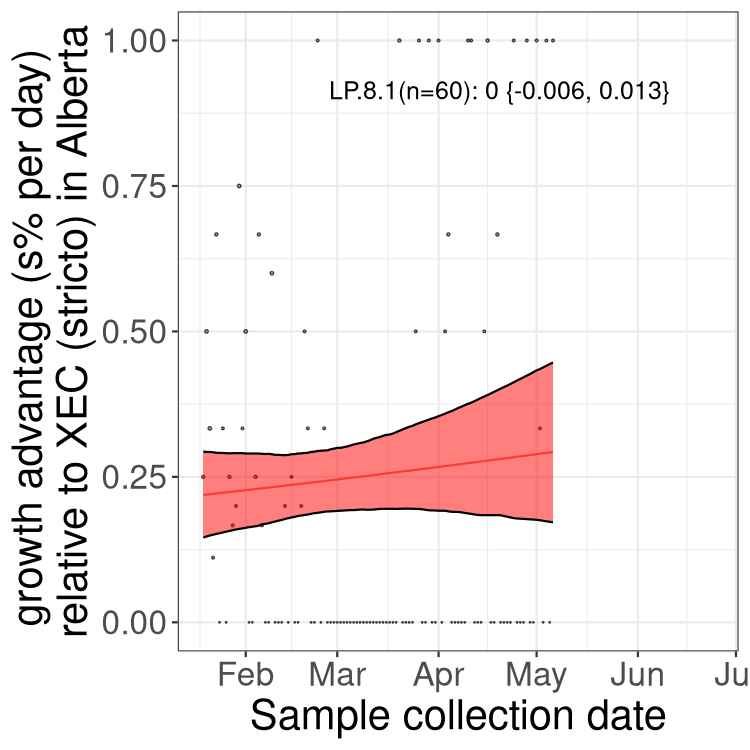 growth advantage (s% per day)
relative to XEC (stricto) in Alberta
1.00
0.75
0.50
0.25
0.00
LP.8.1(n=60): 0 {-0.006, 0.013}
Feb Mar Apr May Jun Ju
Sample collection date